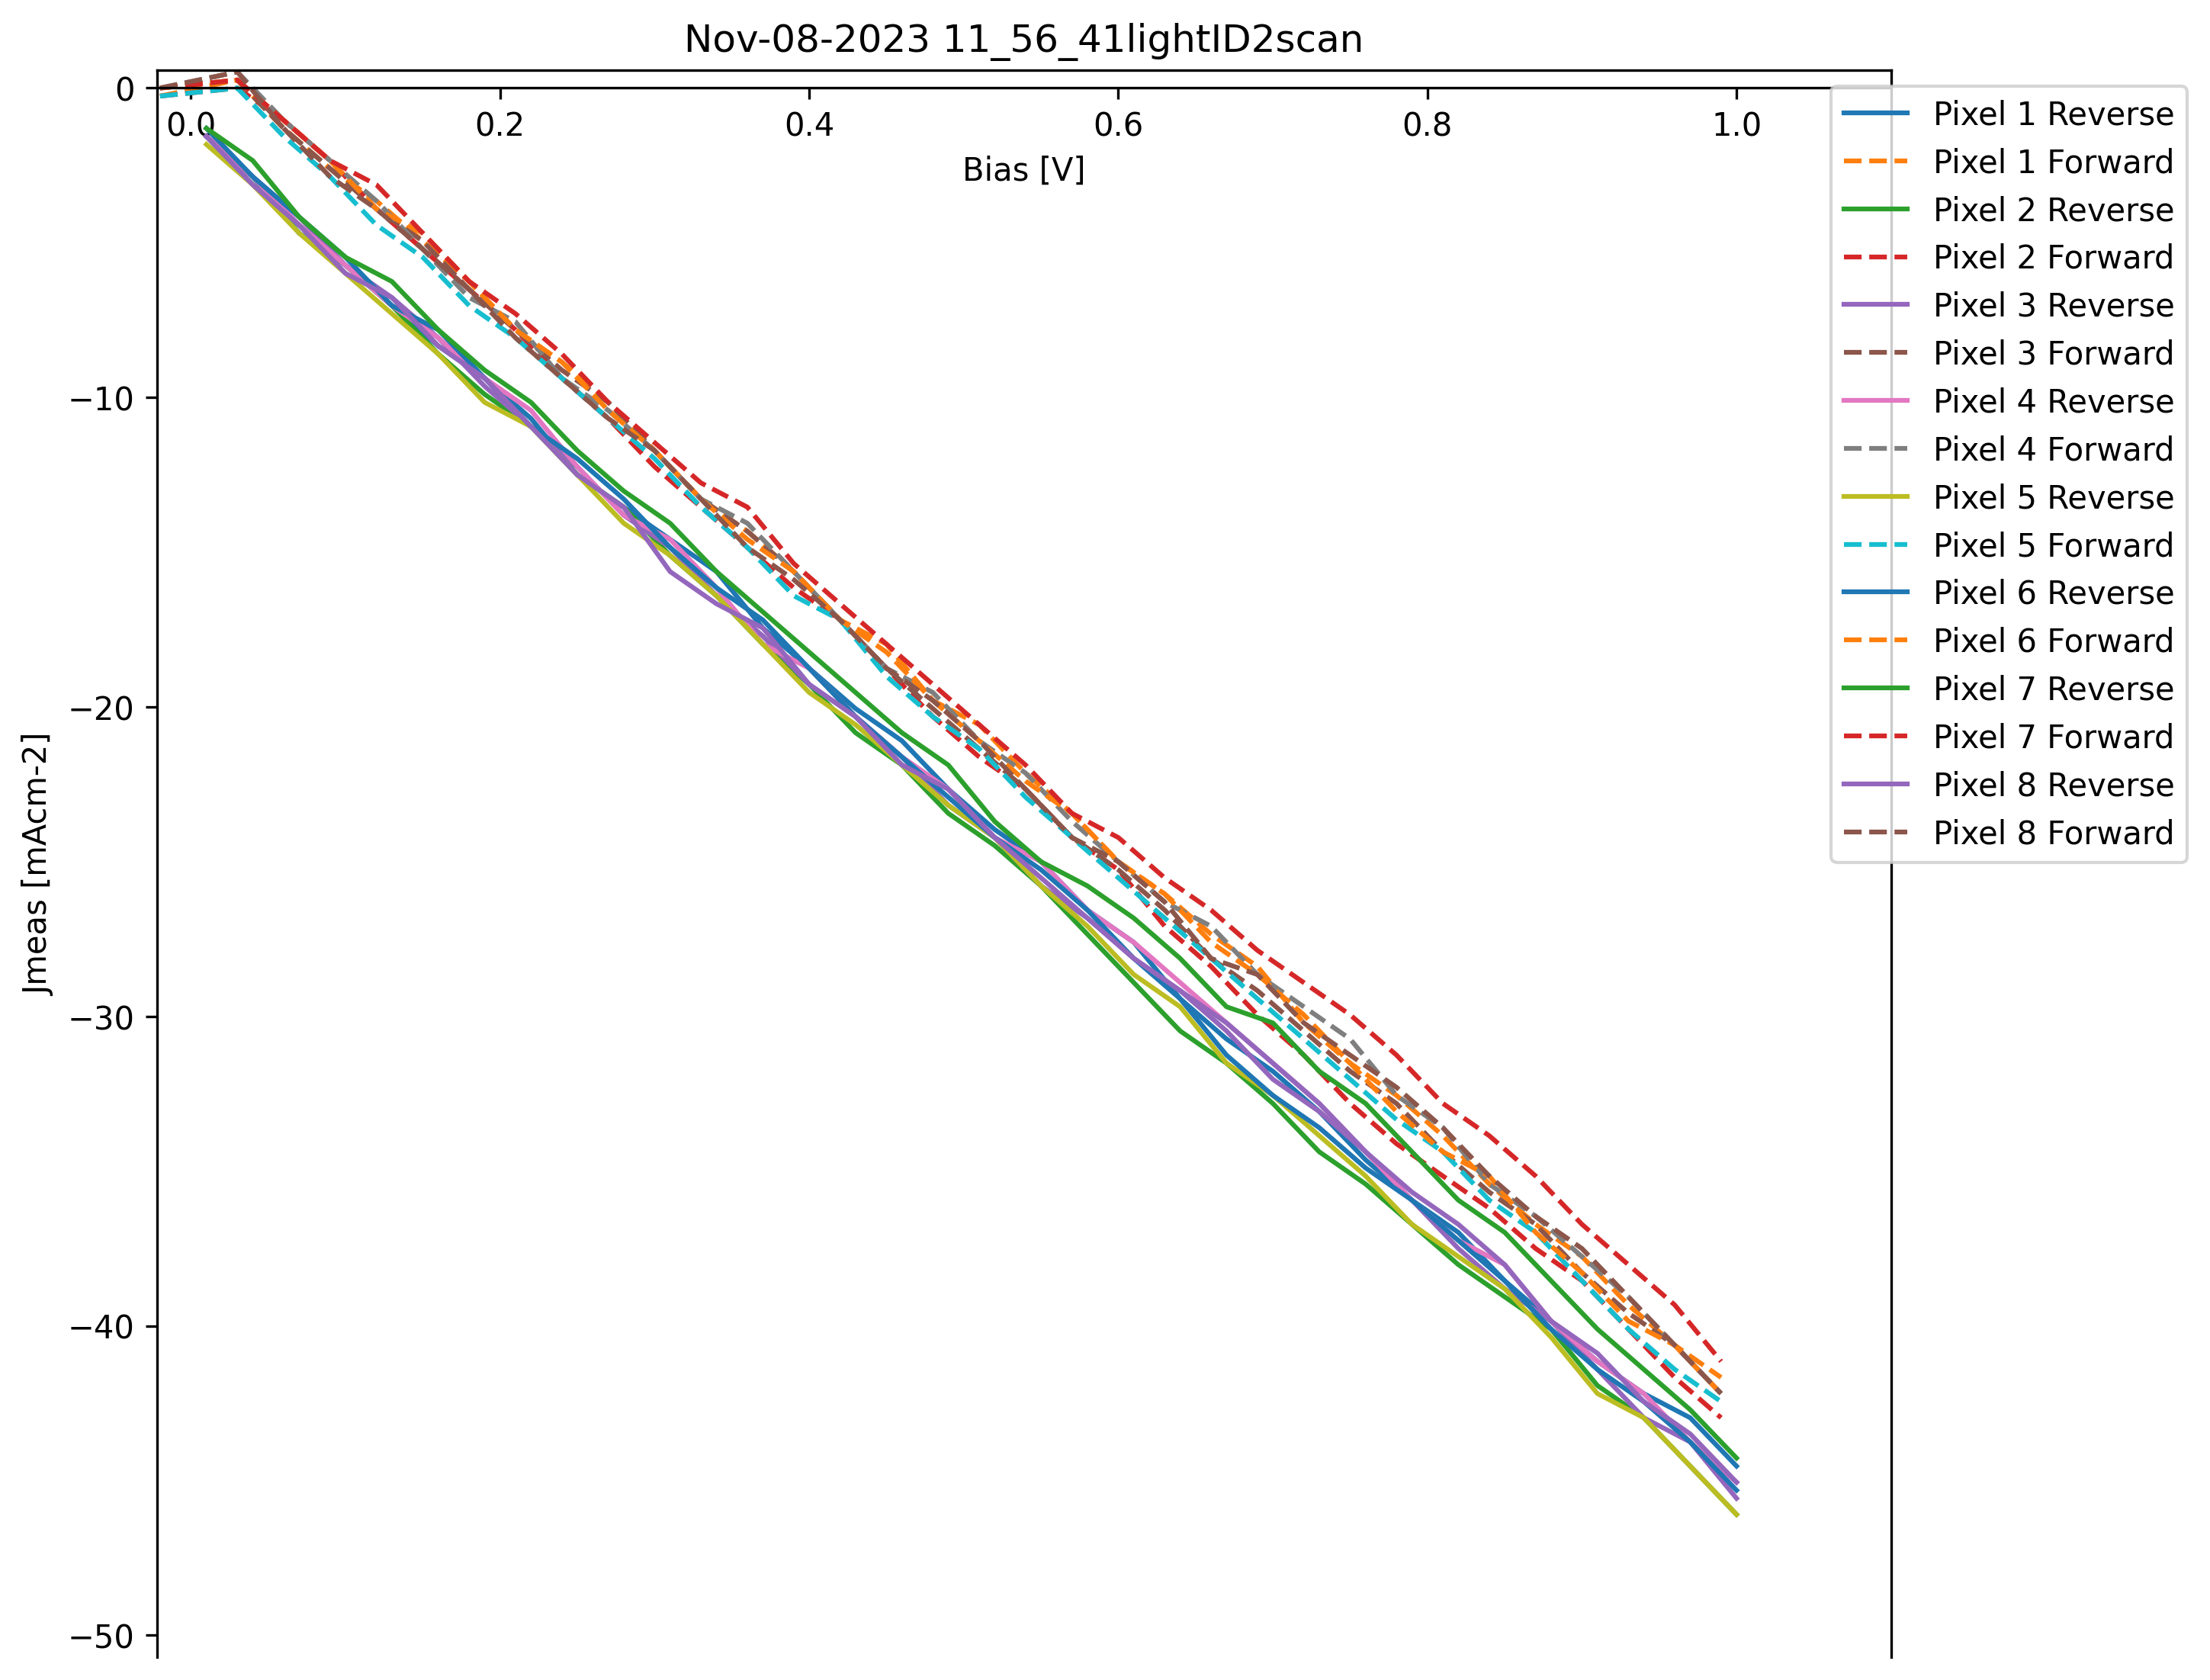 Nov-08-2023 11_56_41lightID2scan
0
0.0
0.2
0.4
0.6
0.8
1.0
Bias [V]
Pixel 1 Reverse
Pixel 1 Forward
Pixel 2 Reverse
Pixel 2 Forward
Pixel 3 Reverse
Pixel 3 Forward
Pixel 4 Reverse
Pixel 4 Forward
Pixel 5 Reverse
Pixel 5 Forward
Pixel 6 Reverse
Pixel 6 Forward
Pixel 7 Reverse
Pixel 7 Forward
Pixel 8 Reverse
Pixel 8 Forward
−10
−20
−30
−40
−50
Jmeas [mAcm-2]